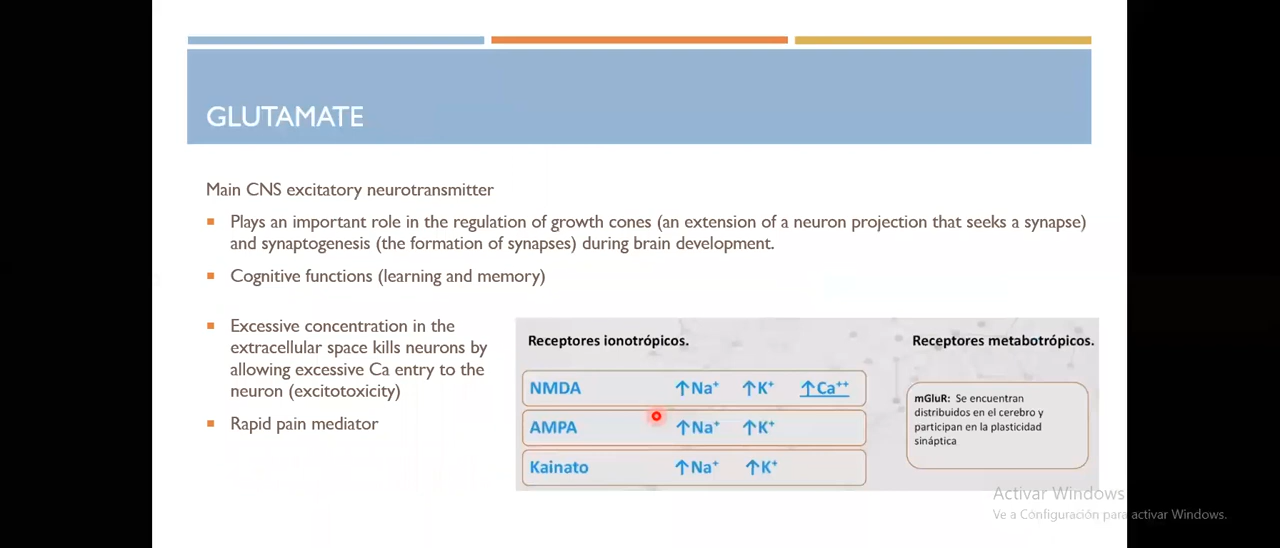 GLUTAMATE
Main CNS excitatory neurotransmitter
Plays an important role in the regulation of growth cones (an extension of a neuron projection that seeks a synapse)
and synaptogenesis (the formation of synapses) during brain development.
Cognitive functions (learning and memory)
Excessive concentration in the
extracellular space kills neurons by
allowing excessive Ca entry to the
neuron (excitotoxicity)
Rapid pain mediator
Receptores ionotrópicos.
NMDA ↑Na⁺ ↑K⁺ ↑Ca⁺⁺
AMPA ↑Na⁺ ↑K⁺
Kainato ↑Na⁺ ↑K⁺
Receptores metabotrópicos.
mGluR: Se encuentran
distribuidos en el cerebro y
participan en la plasticidad
sináptica
Activar Windows
Ve a Configuración para activar Windows.